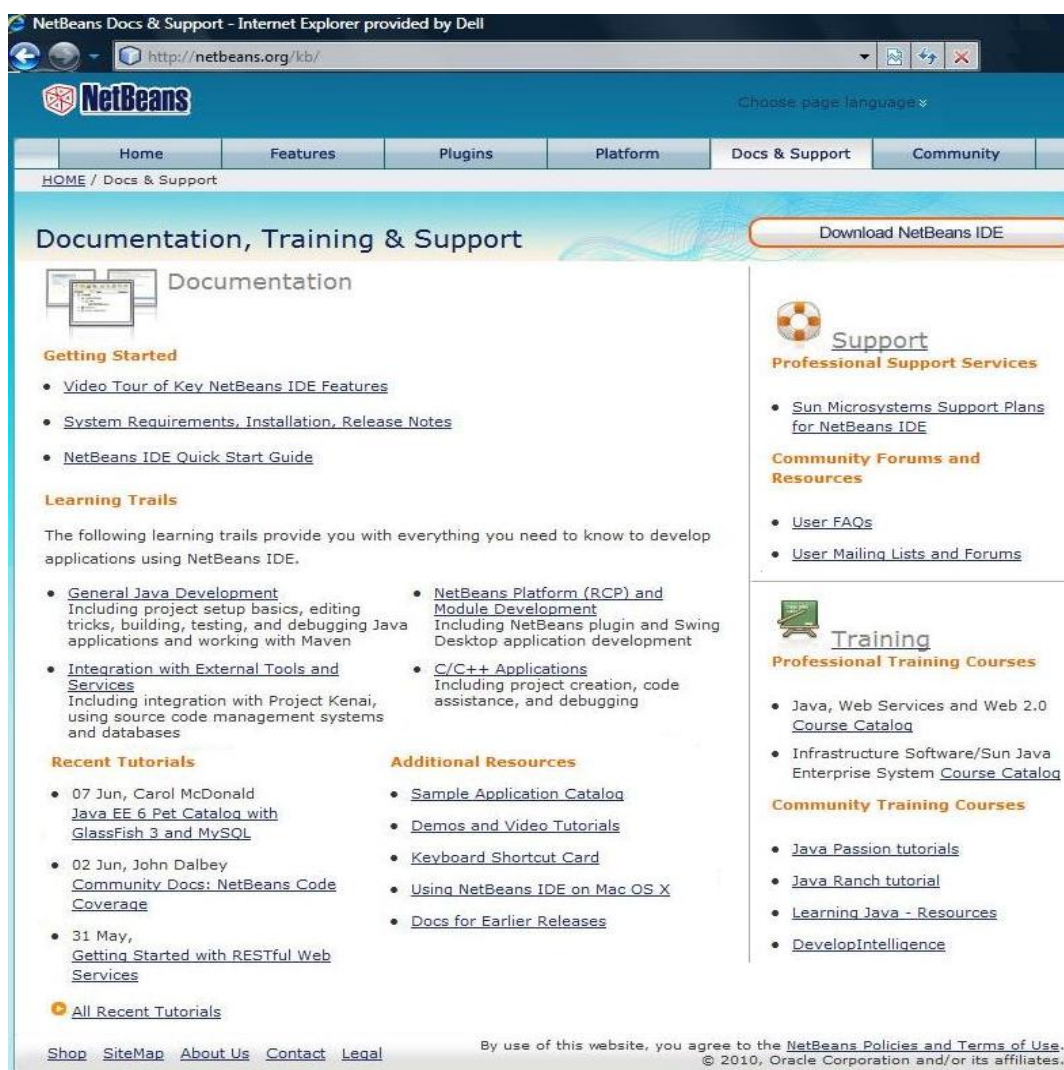 NetBeans Docs & Support - Internet Explorer provided by Dell
http://netbeans.org/kb/
NetBeans
Choose page language
Home Features Plugins Platform Docs & Support Community
HOME / Docs & Support
Documentation, Training & Support
Download NetBeans IDE
Documentation
Getting Started
• Video Tour of Key NetBeans IDE Features
• System Requirements, Installation, Release Notes
• NetBeans IDE Quick Start Guide
Learning Trails
The following learning trails provide you with everything you need to know to develop
applications using NetBeans IDE.
• General Java Development
Including project setup basics, editing
tricks, building, testing, and debugging Java
applications and working with Maven
• Integration with External Tools and
Services
Including integration with Project Kenai,
using source code management systems
and databases
• NetBeans Platform (RCP) and
Module Development
Including NetBeans plugin and Swing
Desktop application development
• C/C++ Applications
Including project creation, code
assistance, and debugging
Recent Tutorials
• 07 Jun, Carol McDonald
Java EE 6 Pet Catalog with
GlassFish 3 and MySQL
• 02 Jun, John Dalbey
Community Docs: NetBeans Code
Coverage
• 31 May,
Getting Started with RESTful Web
Services
All Recent Tutorials
Additional Resources
• Sample Application Catalog
• Demos and Video Tutorials
• Keyboard Shortcut Card
• Using NetBeans IDE on Mac OS X
• Docs for Earlier Releases
Support
Professional Support Services
• Sun Microsystems Support Plans
for NetBeans IDE
Community Forums and
Resources
• User FAQs
• User Mailing Lists and Forums
Training
Professional Training Courses
• Java, Web Services and Web 2.0
Course Catalog
• Infrastructure Software/Sun Java
Enterprise System Course Catalog
Community Training Courses
• Java Passion tutorials
• Java Ranch tutorial
• Learning Java - Resources
• DevelopIntelligence
Shop SiteMap About Us Contact Legal
By use of this website, you agree to the NetBeans Policies and Terms of Use.
© 2010, Oracle Corporation and/or its affiliates.